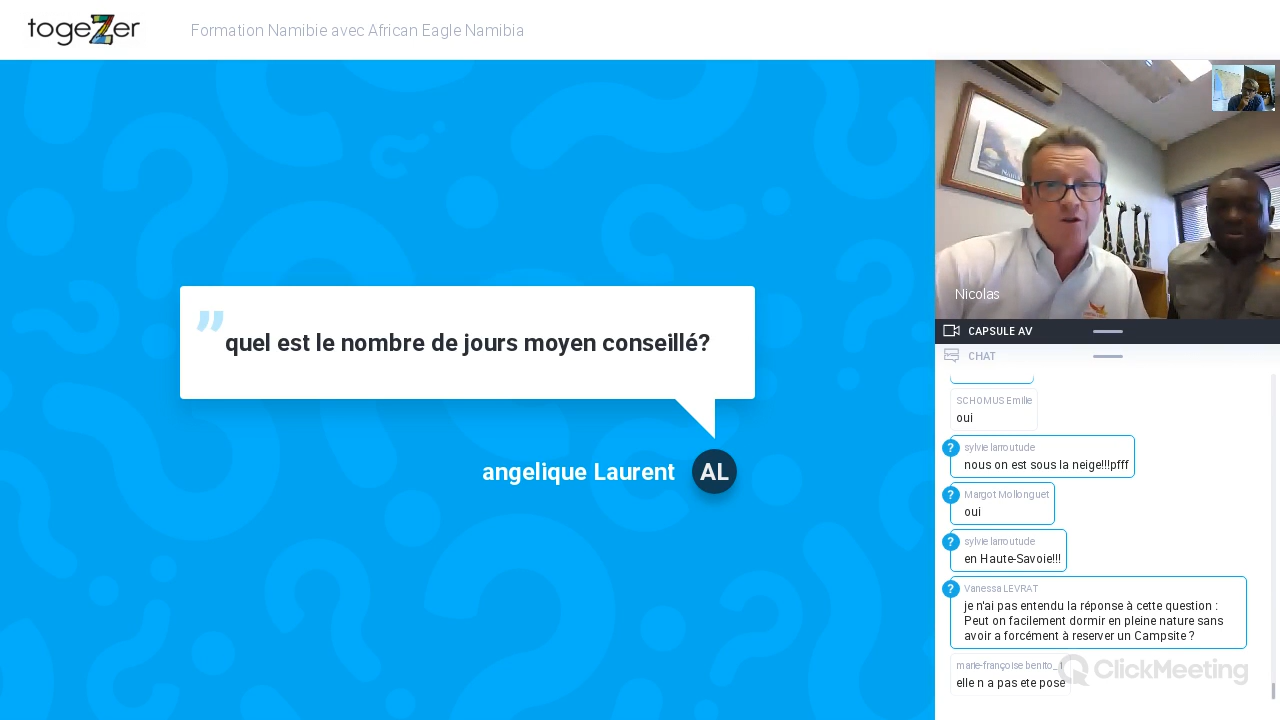 togeZer
Formation Namibie avec African Eagle Namibia
quel est le nombre de jours moyen conseillé?
angelique Laurent
AL
Nicolas
CAPSULE AV
CHAT
SCHOMUS Emilie
oui
?
sylvie larroutude
nous on est sous la neige!!!pfff
?
Margot Mollonguet
oui
?
sylvie larroutude
en Haute-Savoie!!!
?
Vanessa LEVRAT
je n'ai pas entendu la réponse à cette question :
Peut on facilement dormir en pleine nature sans
avoir a forcément à reserver un Campsite ?
marie-françoise benito_
elle n a pas ete pose
ClickMeeting